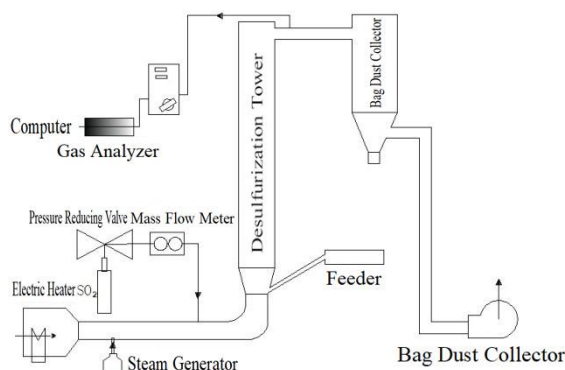 Desulfurization Tower
Bag Dust Collector
Computer
Gas Analyzer
Pressure Reducing Valve Mass Flow Meter
Electric Heater SO₂
Feeder
Steam Generator
Bag Dust Collector